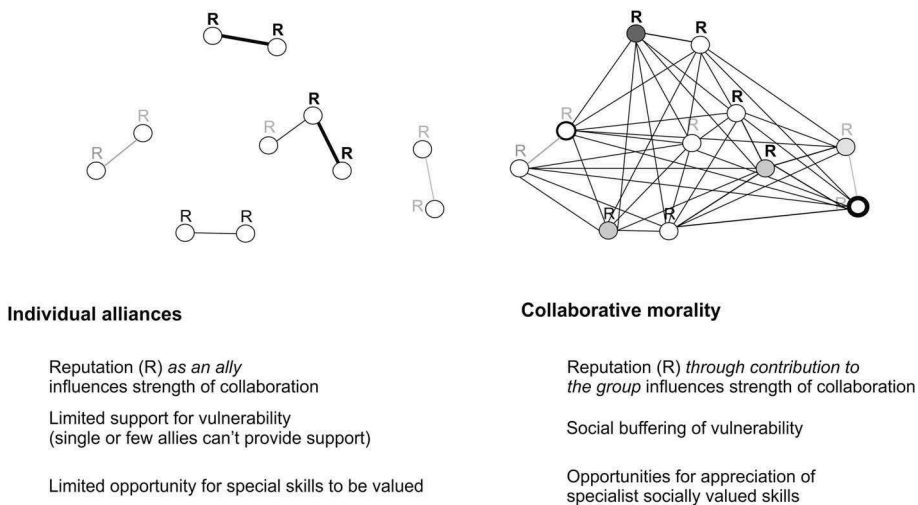 R R
R R
R R
R
R
R
R R
R
R
R
R R
R
R
R
R
R
R
R
R
Individual alliances
Reputation (R) as an ally
influences strength of collaboration
Limited support for vulnerability
(single or few allies can't provide support)
Limited opportunity for special skills to be valued
Collaborative morality
Reputation (R) through contribution to
the group influences strength of collaboration
Social buffering of vulnerability
Opportunities for appreciation of
specialist socially valued skills